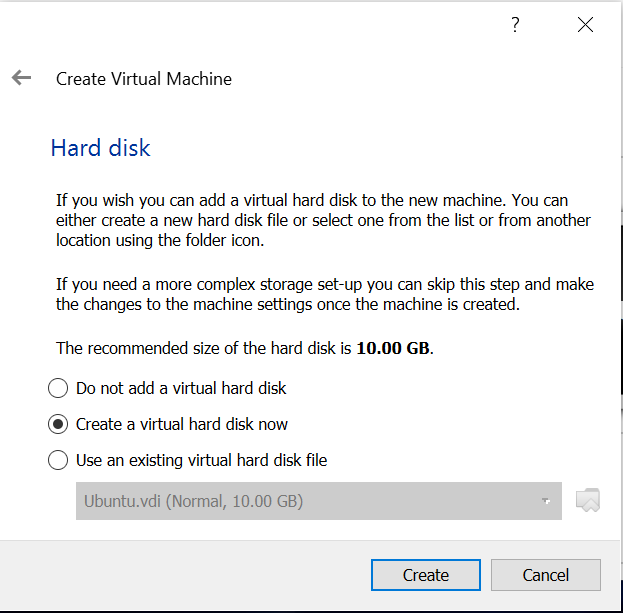 ?
Create Virtual Machine
Hard disk
If you wish you can add a virtual hard disk to the new machine. You can
either create a new hard disk file or select one from the list or from another
location using the folder icon.
If you need a more complex storage set-up you can skip this step and make
the changes to the machine settings once the machine is created.
The recommended size of the hard disk is 10.00 GB.
Do not add a virtual hard disk
Create a virtual hard disk now
Use an existing virtual hard disk file
Ubuntu.vdi (Normal, 10.00 GB)
Create Cancel